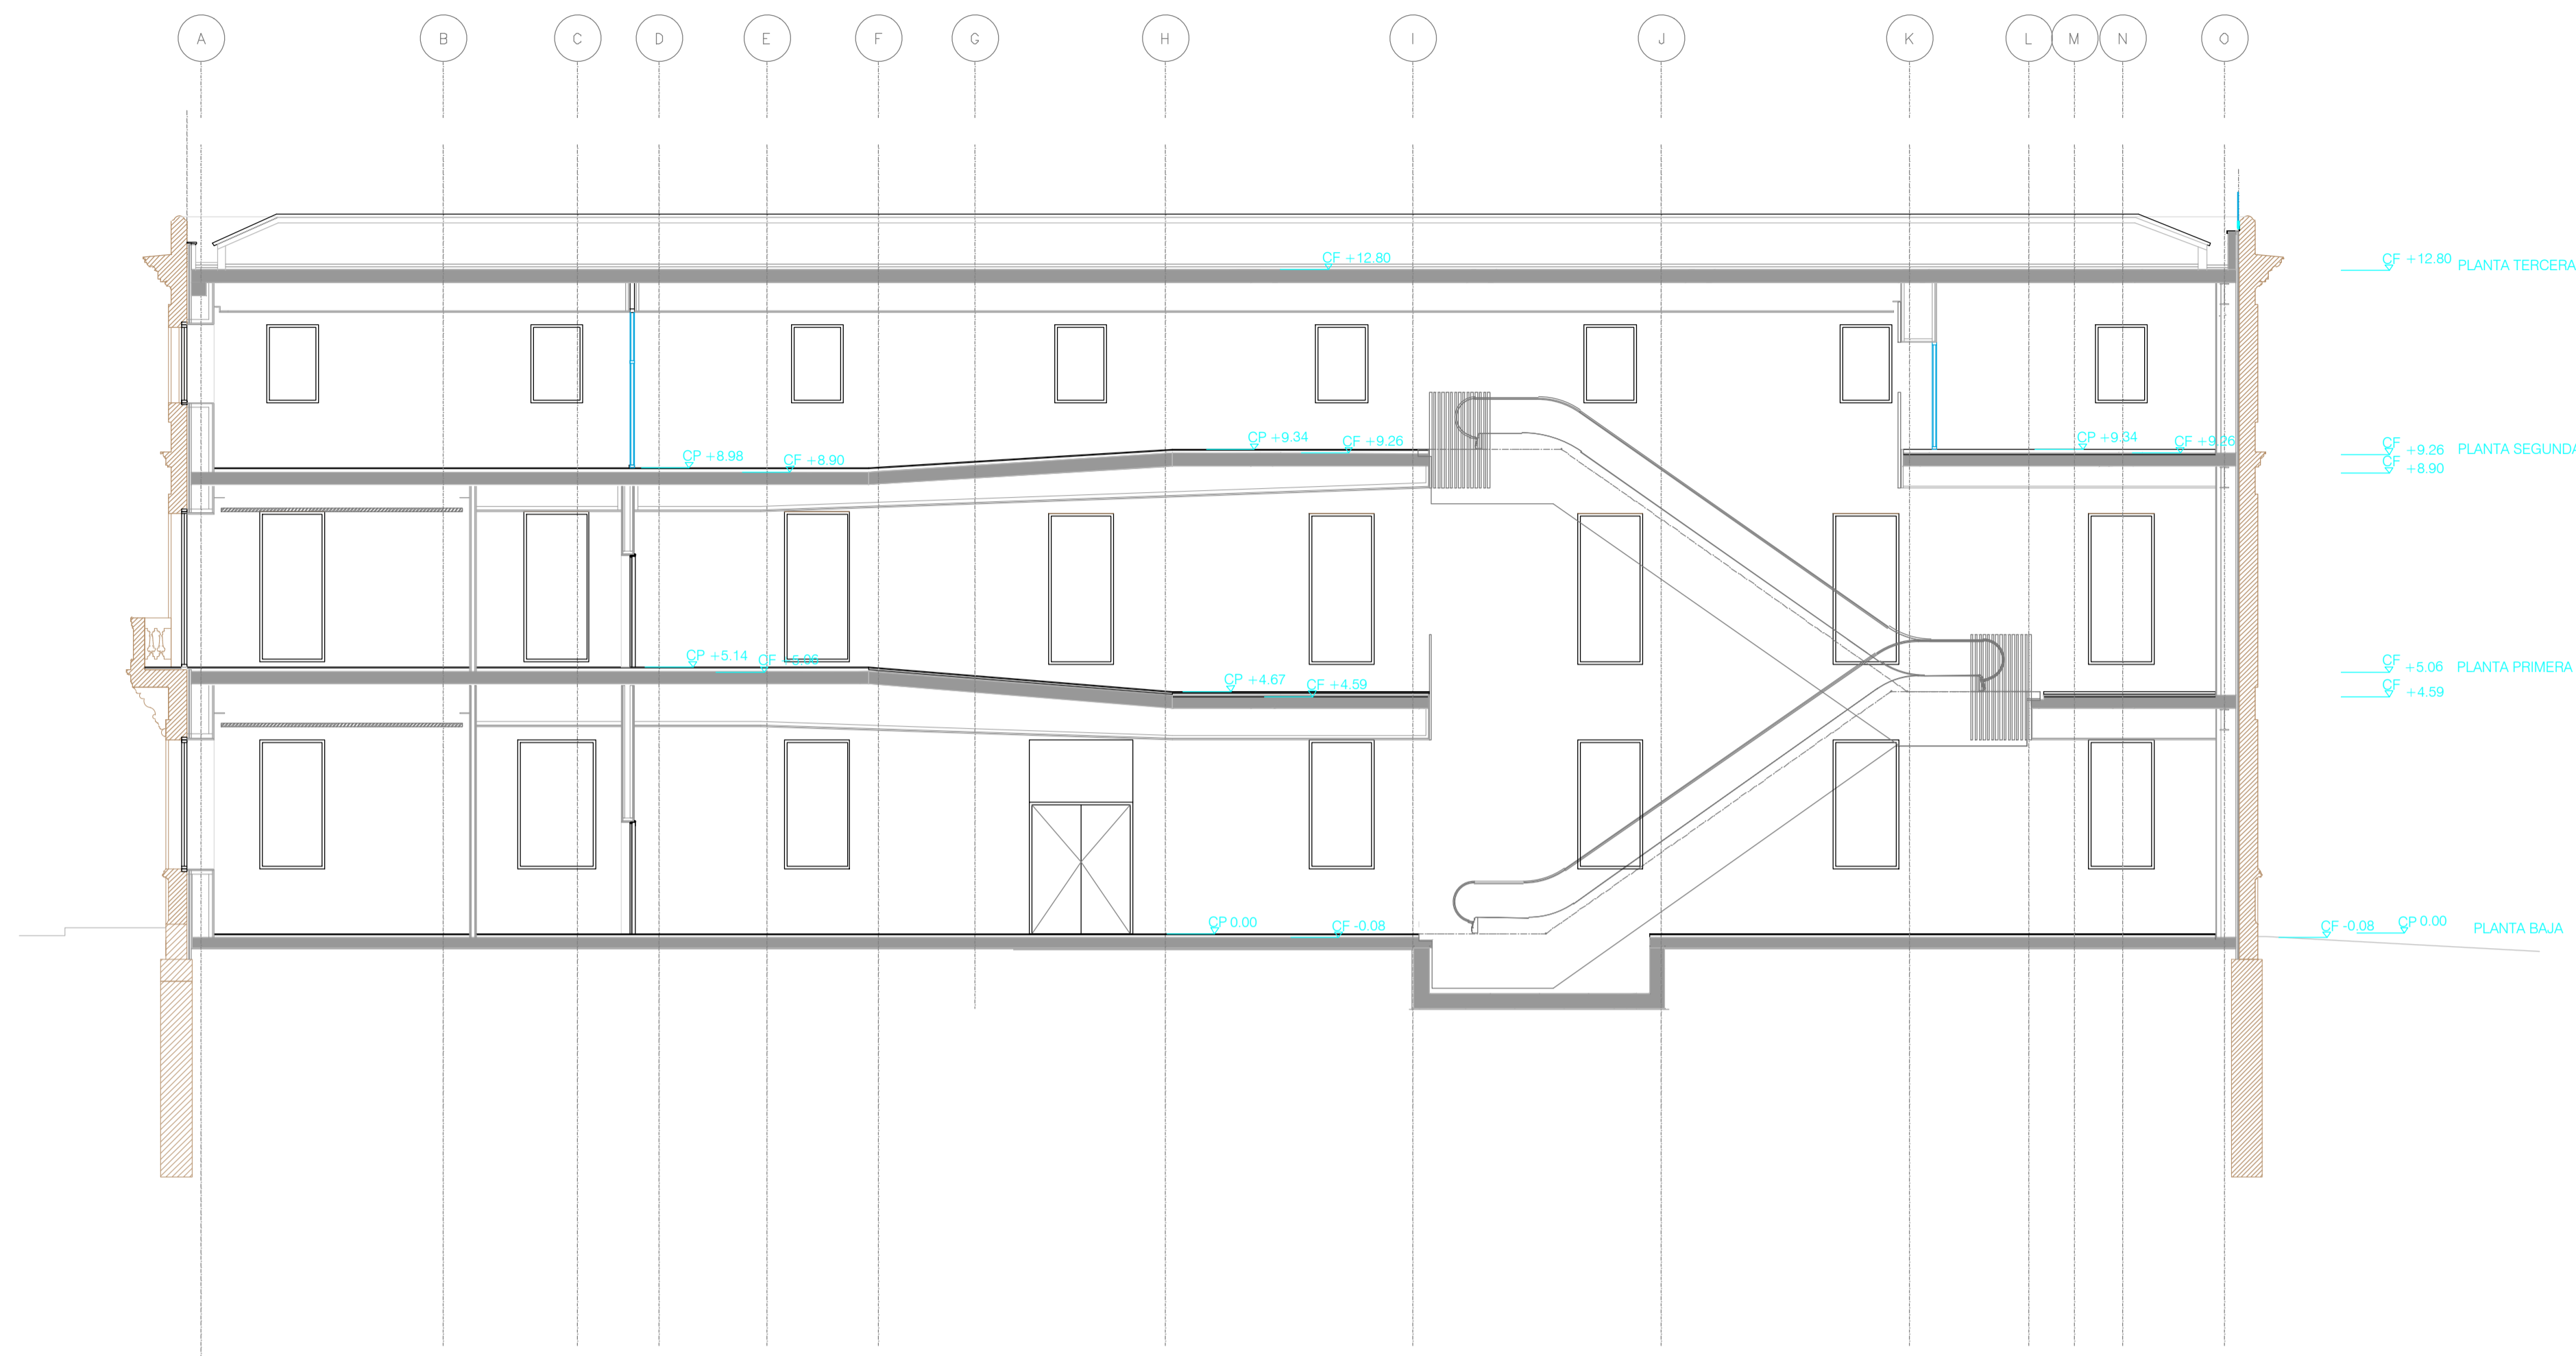 A B C D E F G H I J K L M N O
CF +12.80
CF +12.80 PLANTA TERCERA
CP +8.98
CF +8.90
CP +9.34
CF +9.26
CP +9.34
CF +9.26
CF +9.26 PLANTA SEGUNDA
CF +8.90
CP +5.14
CF +5.06
CP +4.67
CF +4.59
CF +5.06 PLANTA PRIMERA
CF +4.59
CP 0.00
CF -0.08
CF -0.08
CP 0.00
PLANTA BAJA